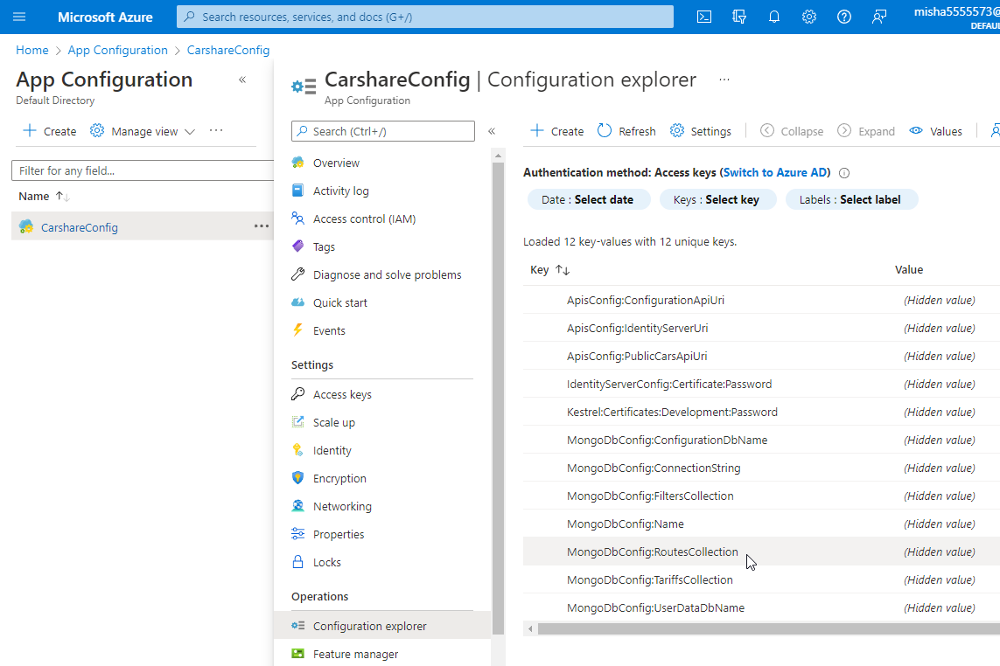 Microsoft Azure
Search resources, services, and docs (G+/)
misha5555573@
DEFAU
Home > App Configuration > CarshareConfig
App Configuration
Default Directory
Create
Manage view
Filter for any field...
Name
CarshareConfig
CarshareConfig | Configuration explorer
App Configuration
Search (Ctrl+/)
Overview
Activity log
Access control (IAM)
Tags
Diagnose and solve problems
Quick start
Events
Settings
Access keys
Scale up
Identity
Encryption
Networking
Properties
Locks
Operations
Configuration explorer
Feature manager
Create
Refresh
Settings
Collapse
Expand
Values
Authentication method: Access keys (Switch to Azure AD)
Date : Select date
Keys : Select key
Labels : Select label
Loaded 12 key-values with 12 unique keys.
Key Value
ApisConfig:ConfigurationApiUri (Hidden value)
ApisConfig:IdentityServerUri (Hidden value)
ApisConfig:PublicCarsApiUri (Hidden value)
IdentityServerConfig:Certificate:Password (Hidden value)
Kestrel:Certificates:Development:Password (Hidden value)
MongoDbConfig:ConfigurationDbName (Hidden value)
MongoDbConfig:ConnectionString (Hidden value)
MongoDbConfig:FiltersCollection (Hidden value)
MongoDbConfig:Name (Hidden value)
MongoDbConfig:RoutesCollection (Hidden value)
MongoDbConfig:TariffsCollection (Hidden value)
MongoDbConfig:UserDataDbName (Hidden value)